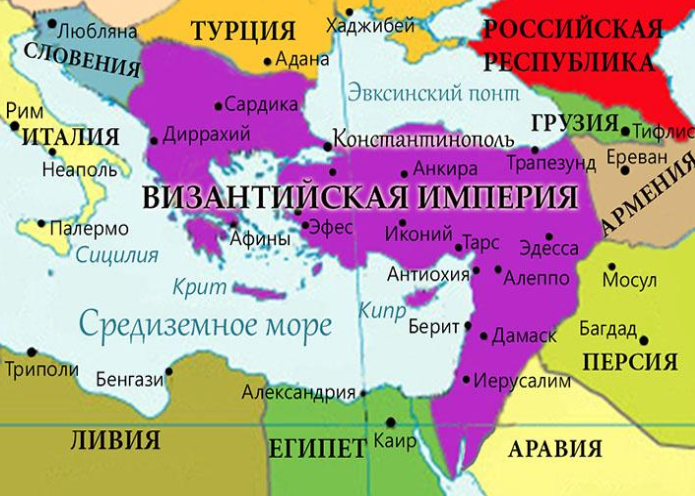 Любляна
СЛОВЕНИЯ
ТУРЦИЯ
Адана
Хаджибей
РОССИЙСКАЯ
РЕСПУБЛИКА
Эвксинский понт
Сардика
Диррахий
Рим
ИТАЛИЯ
Неаполь
Константинополь
ГРУЗИЯ
Тифлис
Трапезунд
Ереван
АРМЕНИЯ
Анкира
ВИЗАНТИЙСКАЯ ИМПЕРИЯ
Палермо
Сицилия
Афины
Эфес
Иконий
Тарс
Эдесса
Антиохия
Алеппо
Мосул
Крит
Кипр
Средиземное море
Берит
Дамаск
Багдад
ПЕРСИЯ
Триполи
Бенгази
Александрия
Иерусалим
ЛИВИЯ
ЕГИПЕТ
Каир
АРАВИЯ